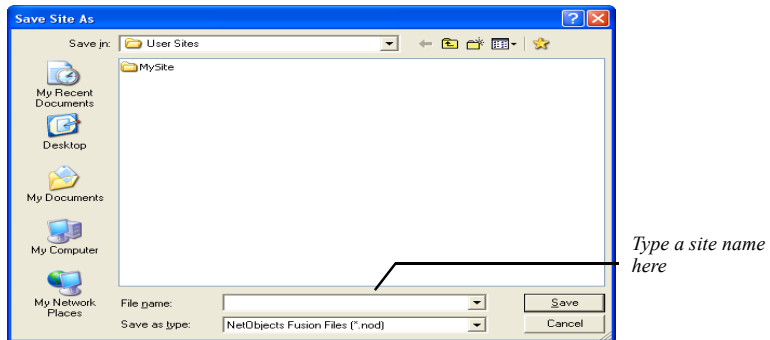 Save Site As
Save in:
User Sites
MySite
My Recent
Documents
Desktop
My Documents
My Computer
My Network
Places
File name:
Save
Save as type:
NetObjects Fusion Files (*.nod)
Cancel
Type a site name
here